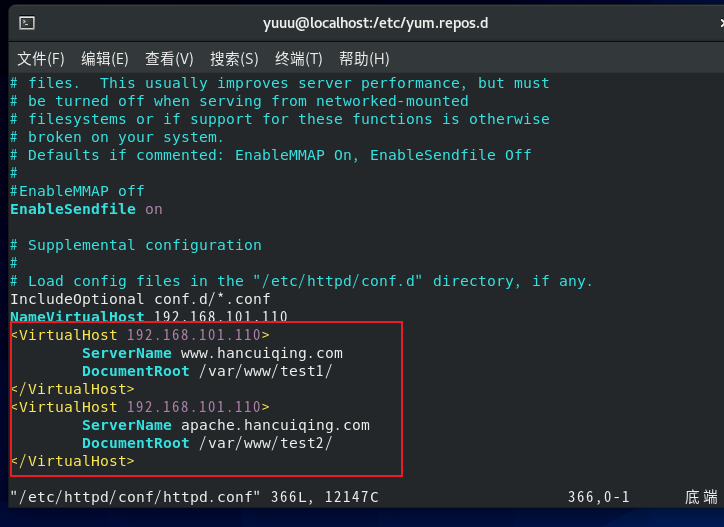 yuuu@localhost:/etc/yum.repos.d
文件(F) 编辑(E) 查看(V) 搜索(S) 终端(T) 帮助(H)
# files.  This usually improves server performance, but must
# be turned off when serving from networked-mounted
# filesystems or if support for these functions is otherwise
# broken on your system.
# Defaults if commented: EnableMMAP On, EnableSendfile Off
#
#EnableMMAP off
EnableSendfile on
# Supplemental configuration
#
# Load config files in the "/etc/httpd/conf.d" directory, if any.
IncludeOptional conf.d/*.conf
NameVirtualHost 192.168.101.110
<VirtualHost 192.168.101.110>
        ServerName www.hancuiqing.com
        DocumentRoot /var/www/test1/
</VirtualHost>
<VirtualHost 192.168.101.110>
        ServerName apache.hancuiqing.com
        DocumentRoot /var/www/test2/
</VirtualHost>
"/etc/httpd/conf/httpd.conf" 366L, 12147C 366,0-1 底端